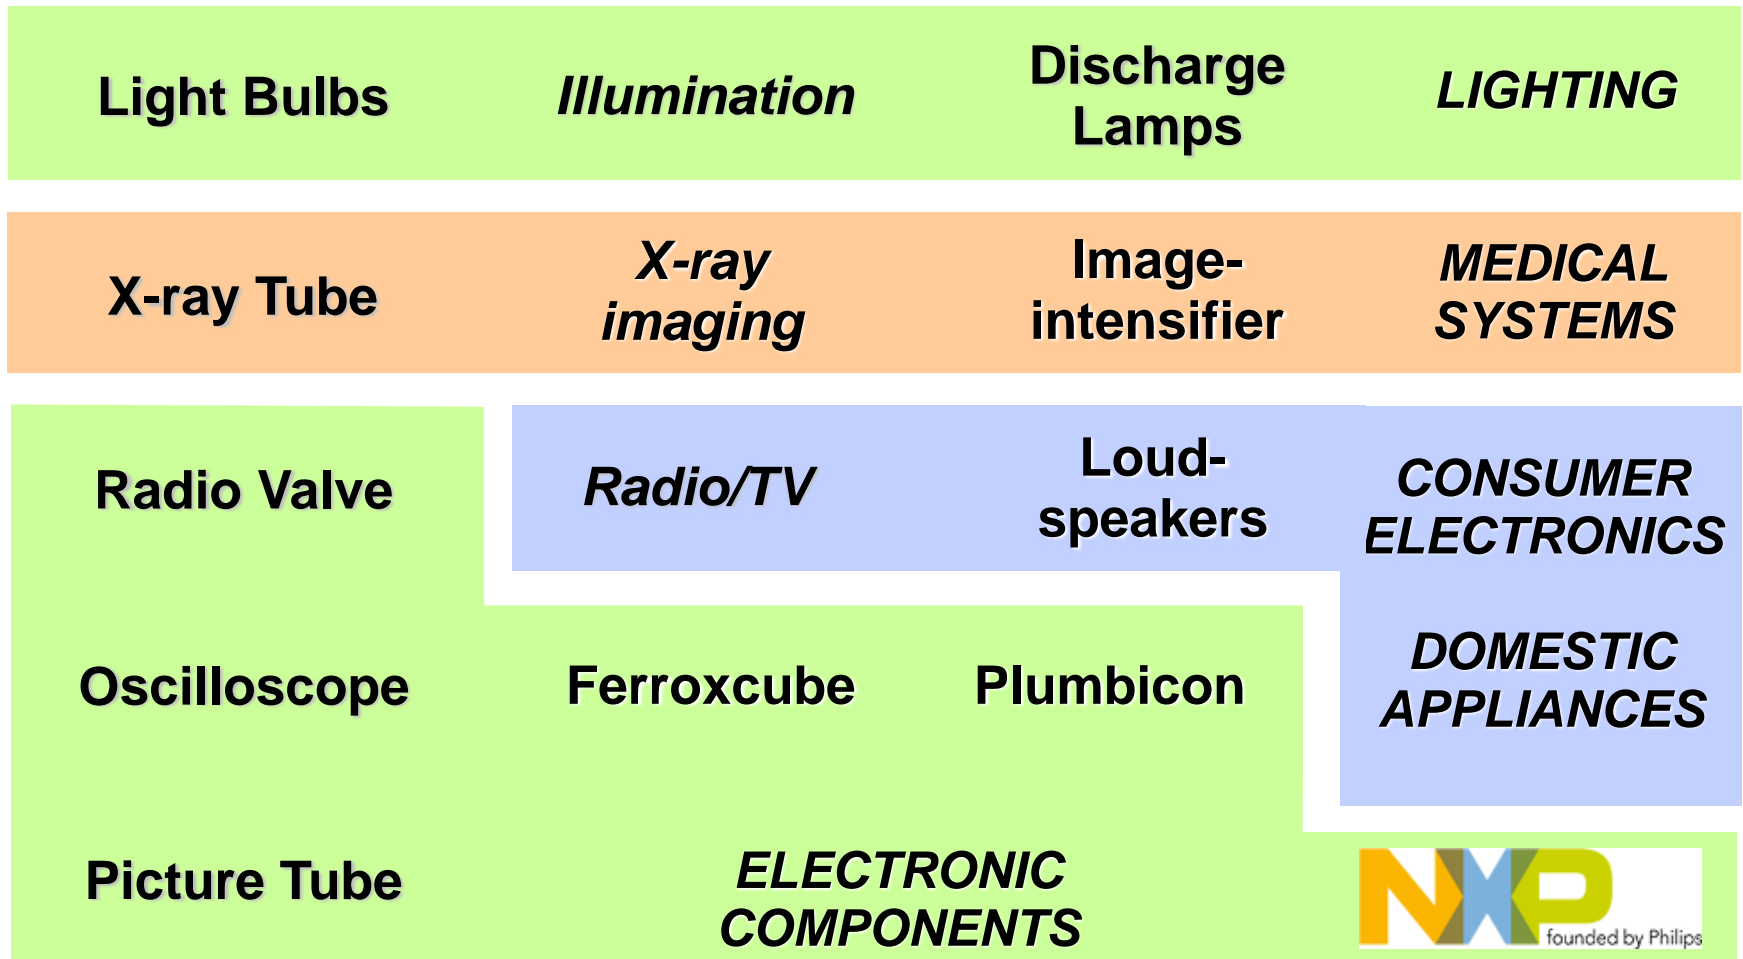 Light Bulbs
Illumination
Discharge
Lamps
LIGHTING
X-ray Tube
X-ray
imaging
Image-
intensifier
MEDICAL
SYSTEMS
Radio Valve
Radio/TV
Loud-
speakers
CONSUMER
ELECTRONICS
Oscilloscope
Ferroxcube
Plumbicon
DOMESTIC
APPLIANCES
Picture Tube
ELECTRONIC
COMPONENTS
NXP
founded by Philips